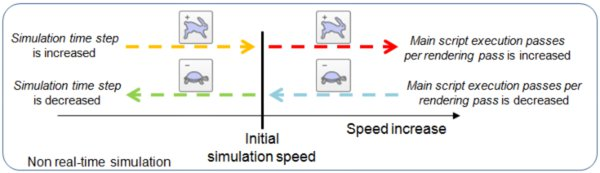 Simulation time step
is increased
+
+
Main script execution passes
per rendering pass is increased
Simulation time step
is decreased
−
−
Main script execution passes per
rendering pass is decreased
Initial
simulation speed
Speed increase
Non real-time simulation